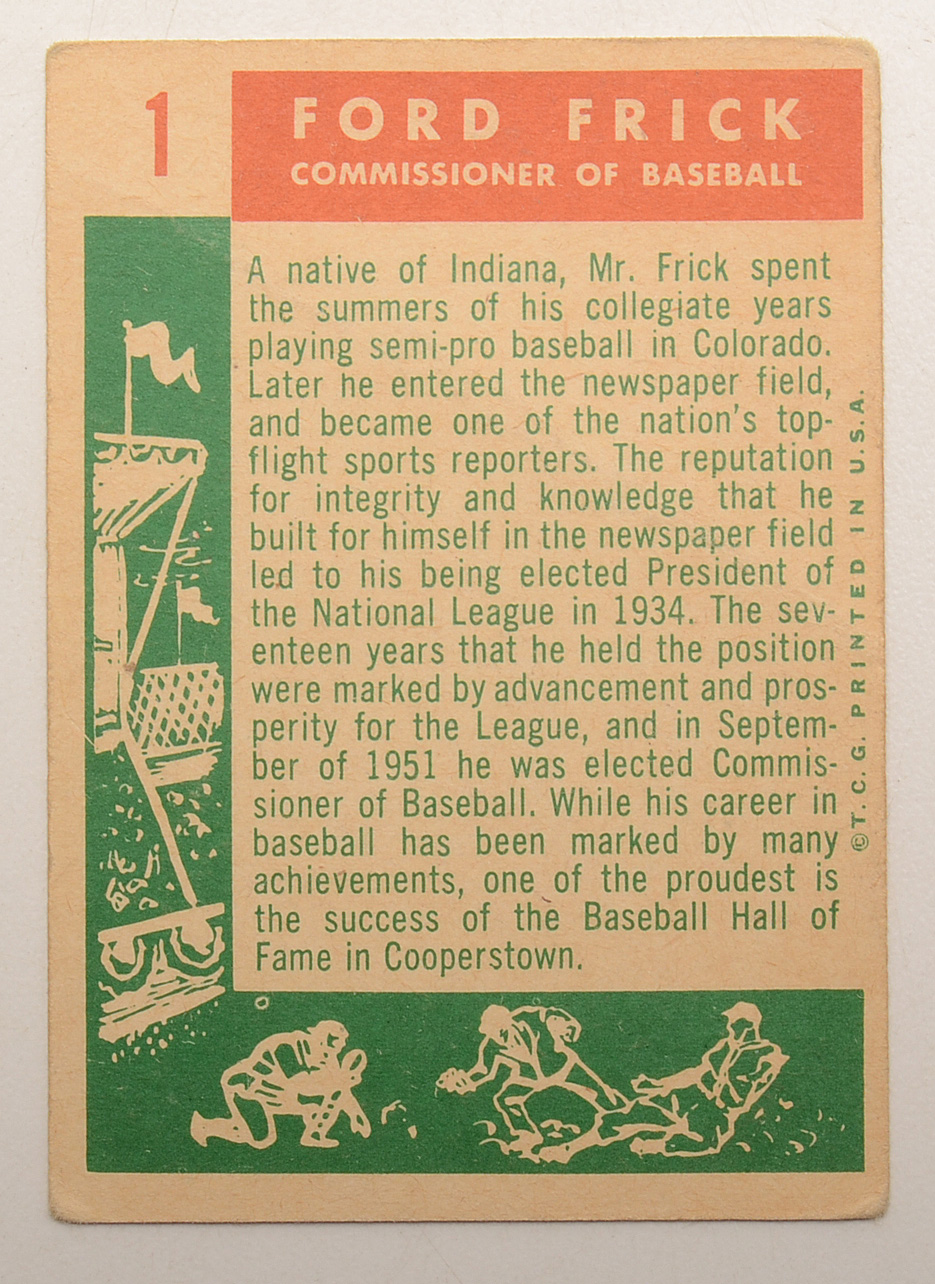 1
FORD FRICK
COMMISSIONER OF BASEBALL
A native of Indiana, Mr. Frick spent
the summers of his collegiate years
playing semi-pro baseball in Colorado.
Later he entered the newspaper field,
and became one of the nation's top-
flight sports reporters. The reputation
for integrity and knowledge that he
built for himself in the newspaper field
led to his being elected President of
the National League in 1934. The sev-
enteen years that he held the position
were marked by advancement and pros-
perity for the League, and in Septem-
ber of 1951 he was elected Commis-
sioner of Baseball. While his career in
baseball has been marked by many
achievements, one of the proudest is
the success of the Baseball Hall of
Fame in Cooperstown.
©T. C. G. PRINTED IN U.S.A.